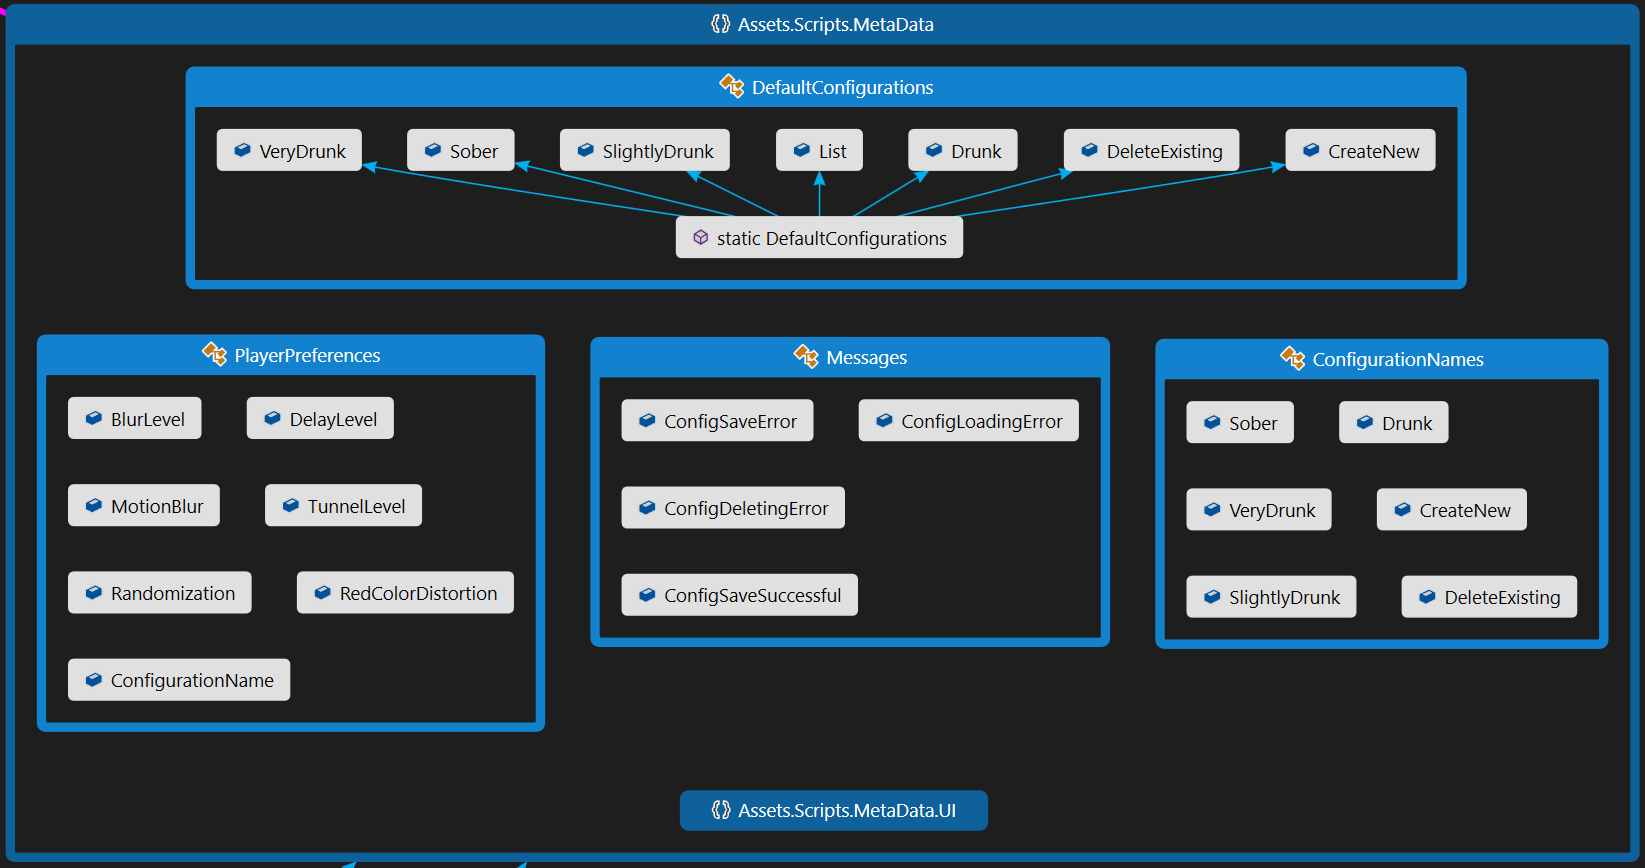 Assets.Scripts.MetaData
DefaultConfigurations
VeryDrunk
Sober
SlightlyDrunk
List
Drunk
DeleteExisting
CreateNew
static DefaultConfigurations
PlayerPreferences
BlurLevel
DelayLevel
MotionBlur
TunnelLevel
Randomization
RedColorDistortion
ConfigurationName
Messages
ConfigSaveError
ConfigLoadingError
ConfigDeletingError
ConfigSaveSuccessful
ConfigurationNames
Sober
Drunk
VeryDrunk
CreateNew
SlightlyDrunk
DeleteExisting
Assets.Scripts.MetaData.UI